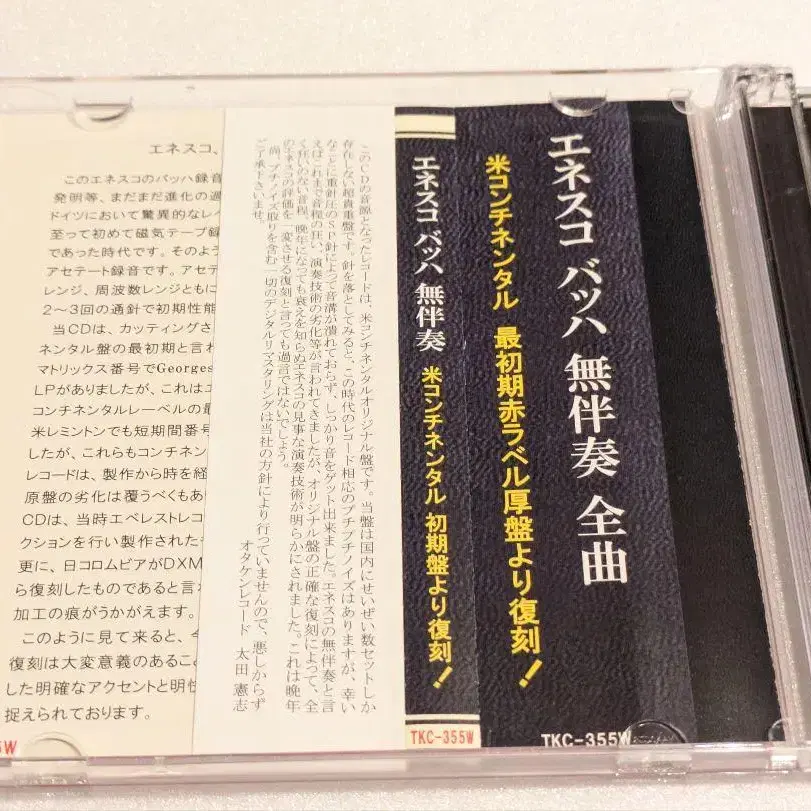 エネスコ バッハ 無伴奏 全曲
米コンチネンタル 最初期赤ラベル厚盤より復刻!
TKC-355W
エネスコ バッハ 無伴奏 米コンチネンタル 初期盤より復刻!
TKC-355W
このCDの音源となったレコードは、米コンチネンタルオリジナル盤です。当盤は国内にせいぜい数セットしか
存在しない超貴重盤です。針を落としてみると、この時代のレコード相応のプチプチノイズはありますが、幸い
なことに重針圧のSP針によって音溝が潰れておらず、しっかり音をゲット出来ました。エネスコの無伴奏と言
えばこれまで音程の狂い、演奏技術の劣化等が言われてきましたが、オリジナル盤の正確な復刻によって、全
く狂いのない音程、晩年になっても衰えを知らぬエネスコの見事な演奏技術が明らかにされました。これは晩年
のエネスコの評価を一変させる復刻と言っても過言ではないでしょう。
尚、プチノイズ取りを含む一切のデジタルリマスタリングは当社の方針により行っていませんので、悪しからず
ご了承下さいませ。
オタケンレコード 太田憲志
エネスコ、
このエネスコのバッハ録音
発明等、まだまだ進化の過
ドイツにおいて驚異的なレイ
至って初めて磁気テープ録
であった時代です。そのよう
アセテート録音です。アセテ
レンジ、周波数レンジともに
2～3回の通針で初期性能
当CDは、カッティングさ
ネンタル盤の最初期と言わ
マトリックス番号でGeorges
LPがありましたが、これはエ
コンチネンタルレーベルの最
米レミントンでも短期間番号
したが、これらもコンチネン
レコードは、製作から時を経
原盤の劣化は覆うべくもあ
CDは、当時エベレストレコ
クションを行い製作された
更に、日コロムビアがDXM
ら復刻したものであると言
加工の痕がうかがえます。
このように見て来ると、今
復刻は大変意義のあること
した明確なアクセントと明性
捉えられております。
5W